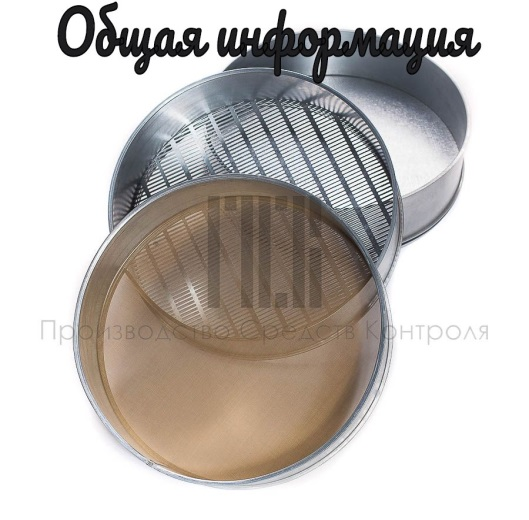 Общая информация
ПСК
Производство Средств Контроля